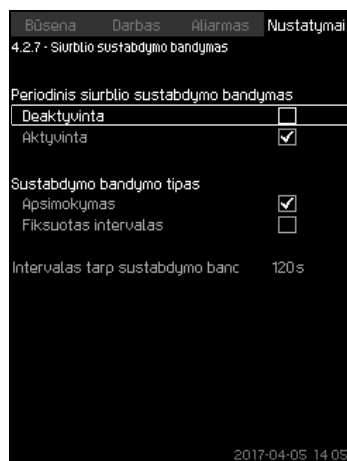 Būsena Darbas Aliarmas Nustatymai
4.2.7 - Siurblio sustabdymo bandymas
Periodinis siurblio sustabdymo bandymas
Deaktyvinta
Aktyvinta
Sustabdymo bandymo tipas
Apsimokymas
Fiksuotas intervalas
Intervalas tarp sustabdymo banc 120 s
2017-04-05 14:05